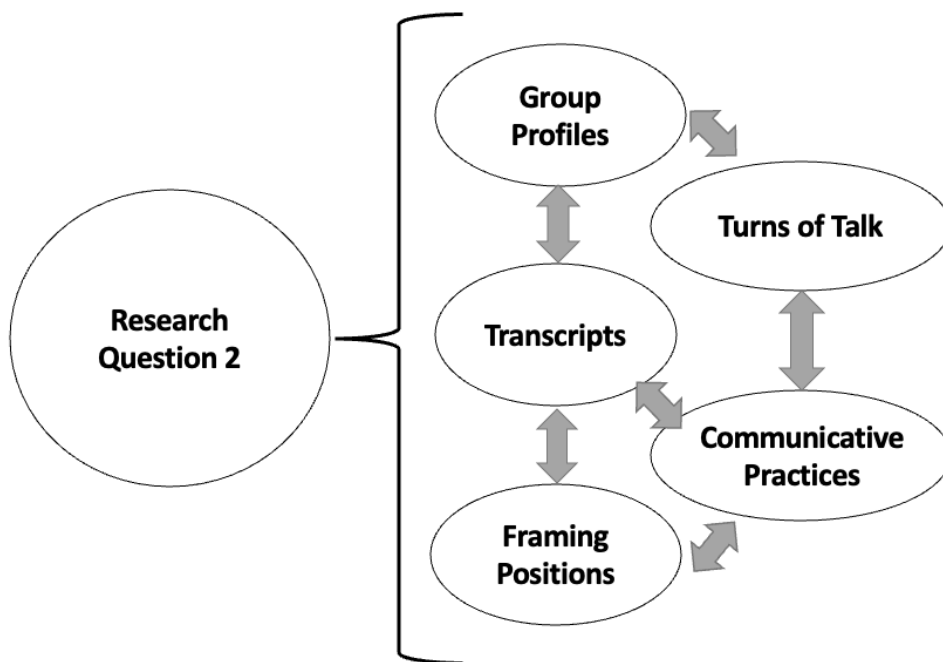 Research
Question 2
Group
Profiles
Turns of Talk
Transcripts
Communicative
Practices
Framing
Positions